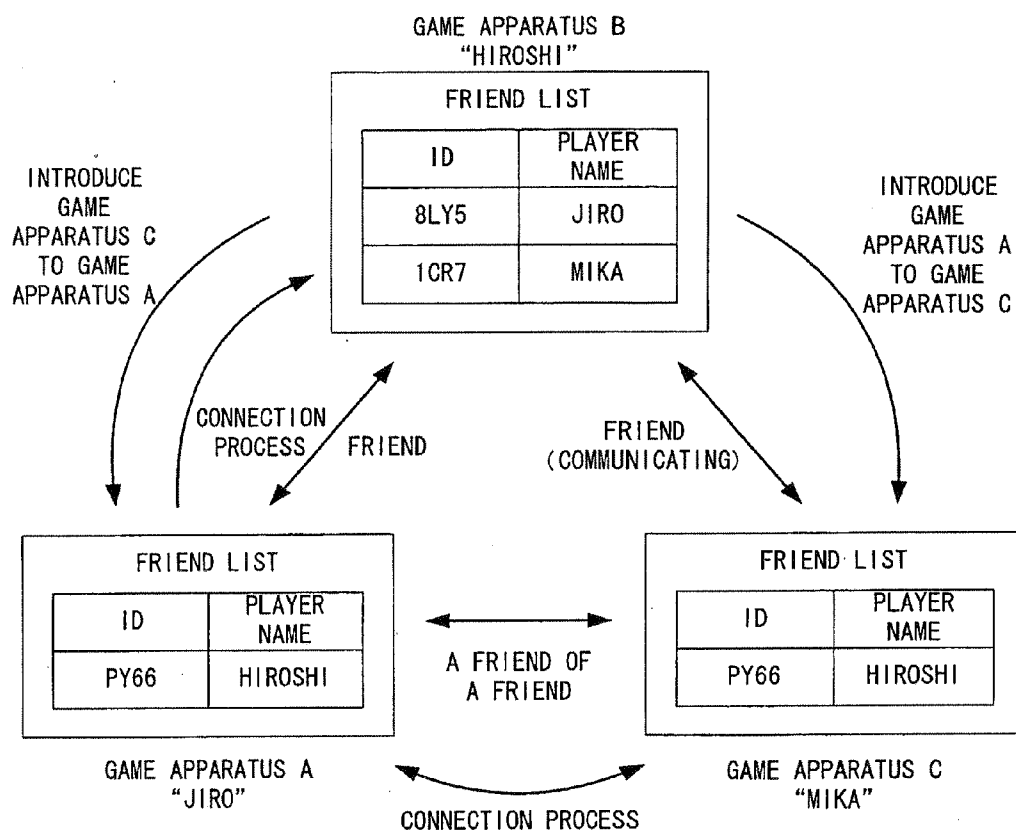 GAME APPARATUS B
“HIROSHI”
FRIEND LIST
ID
PLAYER
NAME
8LY5
JIRO
1CR7
MIKA
INTRODUCE
GAME
APPARATUS C
TO GAME
APPARATUS A
INTRODUCE
GAME
APPARATUS A
TO GAME
APPARATUS C
CONNECTION
PROCESS
FRIEND
FRIEND
(COMMUNICATING)
FRIEND LIST
ID
PLAYER
NAME
PY66
HIROSHI
A FRIEND OF
A FRIEND
FRIEND LIST
ID
PLAYER
NAME
PY66
HIROSHI
GAME APPARATUS A
“JIRO”
GAME APPARATUS C
“MIKA”
CONNECTION PROCESS